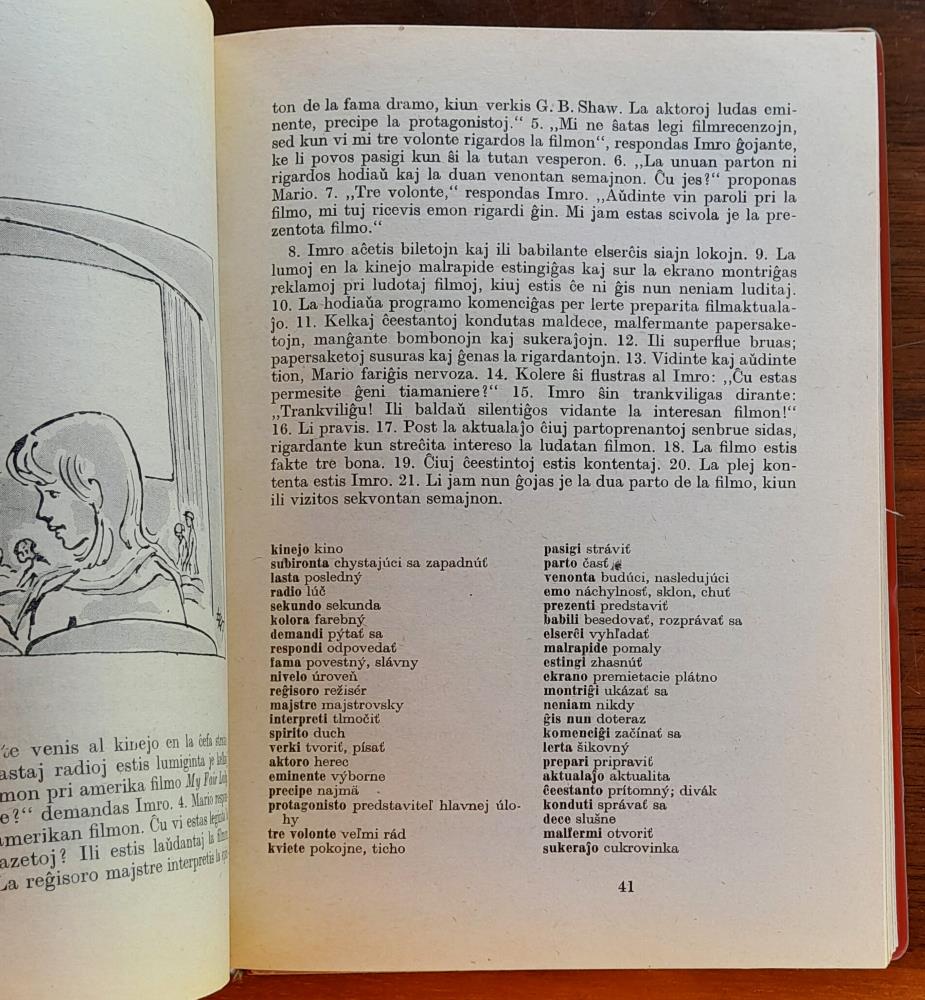 venis al kinejo en la ĉefa
astaj radioj estis lumiginta je
mon pri amerika filmo My Fair
e?“ demandas Imro. 4. Mario
amerikan filmon. Ĉu vi estas
azetoj? Ili estis laŭdantaj la
La reĝisoro majstre interpretis la
ton de la fama dramo, kiun verkis G. B. Shaw. La aktoroj ludas emi-
nente, precipe la protagonistoj.“ 5. „Mi ne ŝatas legi filmrecenzojn,
sed kun vi mi tre volonte rigardos la filmon“, respondas Imro ĝojante,
ke li povos pasigi kun ŝi la tutan vesperon. 6. „La unuan parton ni
rigardos hodiaŭ kaj la duan venontan semajnon. Ĉu jes?“ proponas
Mario. 7. „Tre volonte,“ respondas Imro. „Aŭdinte vin paroli pri la
filmo, mi tuj ricevis emon rigardi ĝin. Mi jam estas scivola je la pre-
zentota filmo.“
8. Imro aĉetis biletojn kaj ili babilante elserĉis siajn lokojn. 9. La
lumoj en la kinejo malrapide estingiĝas kaj sur la ekrano montriĝas
reklamoj pri ludotaj filmoj, kiuj estis ĉe ni ĝis nun neniam luditaj.
10. La hodiaŭa programo komenciĝas per lerte preparita filmaktuala-
ĵo. 11. Kelkaj ĉeestantoj kondutas maldece, malfermante papersake-
tojn, manĝante bombonojn kaj sukeraĵojn. 12. Ili superflue bruas;
papersaketoj susuras kaj ĝenas la rigardantojn. 13. Vidinte kaj aŭdinte
tion, Mario fariĝis nervoza. 14. Kolere ŝi flustras al Imro: „Ĉu estas
permesite ĝeni tiamaniere?“ 15. Imro ŝin trankviligas dirante:
„Trankviliĝu! Ili baldaŭ silentiĝos vidante la interesan filmon!“
16. Li pravis. 17. Post la aktualaĵo ĉiuj partoprenantoj senbrue sidas,
rigardante kun streĉita intereso la ludatan filmon. 18. La filmo estis
fakte tre bona. 19. Ĉiuj ĉeestintoj estis kontentaj. 20. La plej kon-
tenta estis Imro. 21. Li jam nun ĝojas je la dua parto de la filmo, kiun
ili vizitos sekvontan semajnon.
kinejo kino
subironta chystajúci sa zapadnúť
lasta posledný
radio lúč
sekundo sekunda
kolora farebný
demandi pýtať sa
respondi odpovedať
fama povestný, slávny
nivelo úroveň
reĝisoro režisér
majstre majstrovsky
interpreti tlmočiť
spirito duch
verki tvoriť, písať
aktoro herec
eminente výborne
precipe najmä
protagonisto predstaviteľ hlavnej úlo-
hy
tre volonte veľmi rád
kviete pokojne, ticho
pasigi stráviť
parto časť
venonta budúci, nasledujúci
emo náchylnosť, sklon, chuť
prezenti predstaviť
babili besedovať, rozprávať sa
elserĉi vyhľadať
malrapide pomaly
estingi zhasnúť
ekrano premietacie plátno
montriĝi ukázať sa
neniam nikdy
ĝis nun doteraz
komenciĝi začínať sa
lerta šikovný
prepari pripraviť
aktualaĵo aktualita
ĉeestanto prítomný; divák
konduti správať sa
dece slušne
malfermi otvoriť
sukeraĵo cukrovinka
41